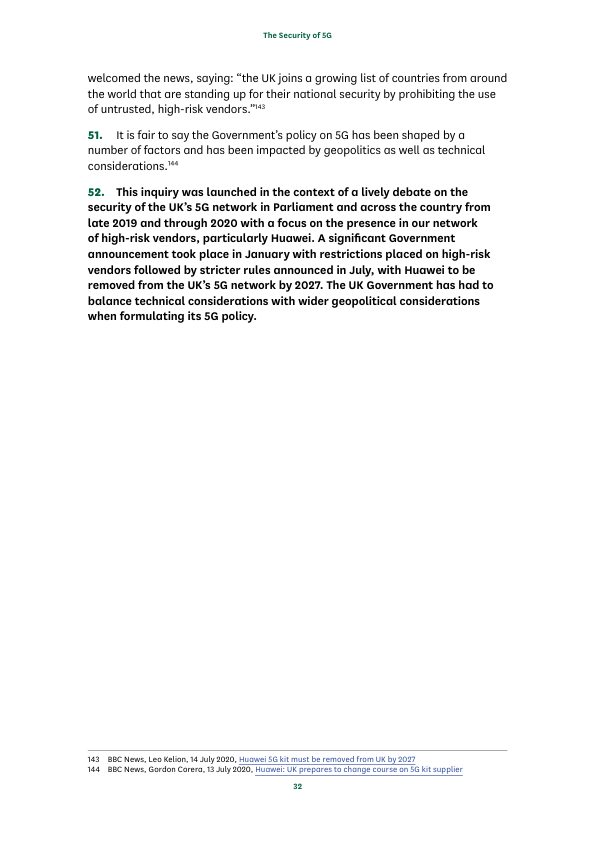 The Security of 5G
welcomed the news, saying: “the UK joins a growing list of countries from around
the world that are standing up for their national security by prohibiting the use
of untrusted, high-risk vendors.”143
51. It is fair to say the Government’s policy on 5G has been shaped by a
number of factors and has been impacted by geopolitics as well as technical
considerations.144
52. This inquiry was launched in the context of a lively debate on the
security of the UK’s 5G network in Parliament and across the country from
late 2019 and through 2020 with a focus on the presence in our network
of high-risk vendors, particularly Huawei. A significant Government
announcement took place in January with restrictions placed on high-risk
vendors followed by stricter rules announced in July, with Huawei to be
removed from the UK’s 5G network by 2027. The UK Government has had to
balance technical considerations with wider geopolitical considerations
when formulating its 5G policy.
143 BBC News, Leo Kelion, 14 July 2020, Huawei 5G kit must be removed from UK by 2027
144 BBC News, Gordon Corera, 13 July 2020, Huawei: UK prepares to change course on 5G kit supplier
32